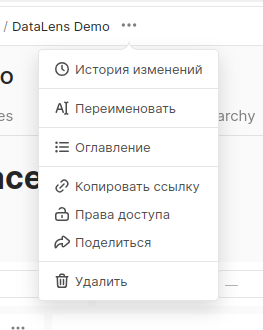 / DataLens Demo ···
История изменений
Переименовать
Оглавление
Копировать ссылку
Права доступа
Поделиться
Удалить